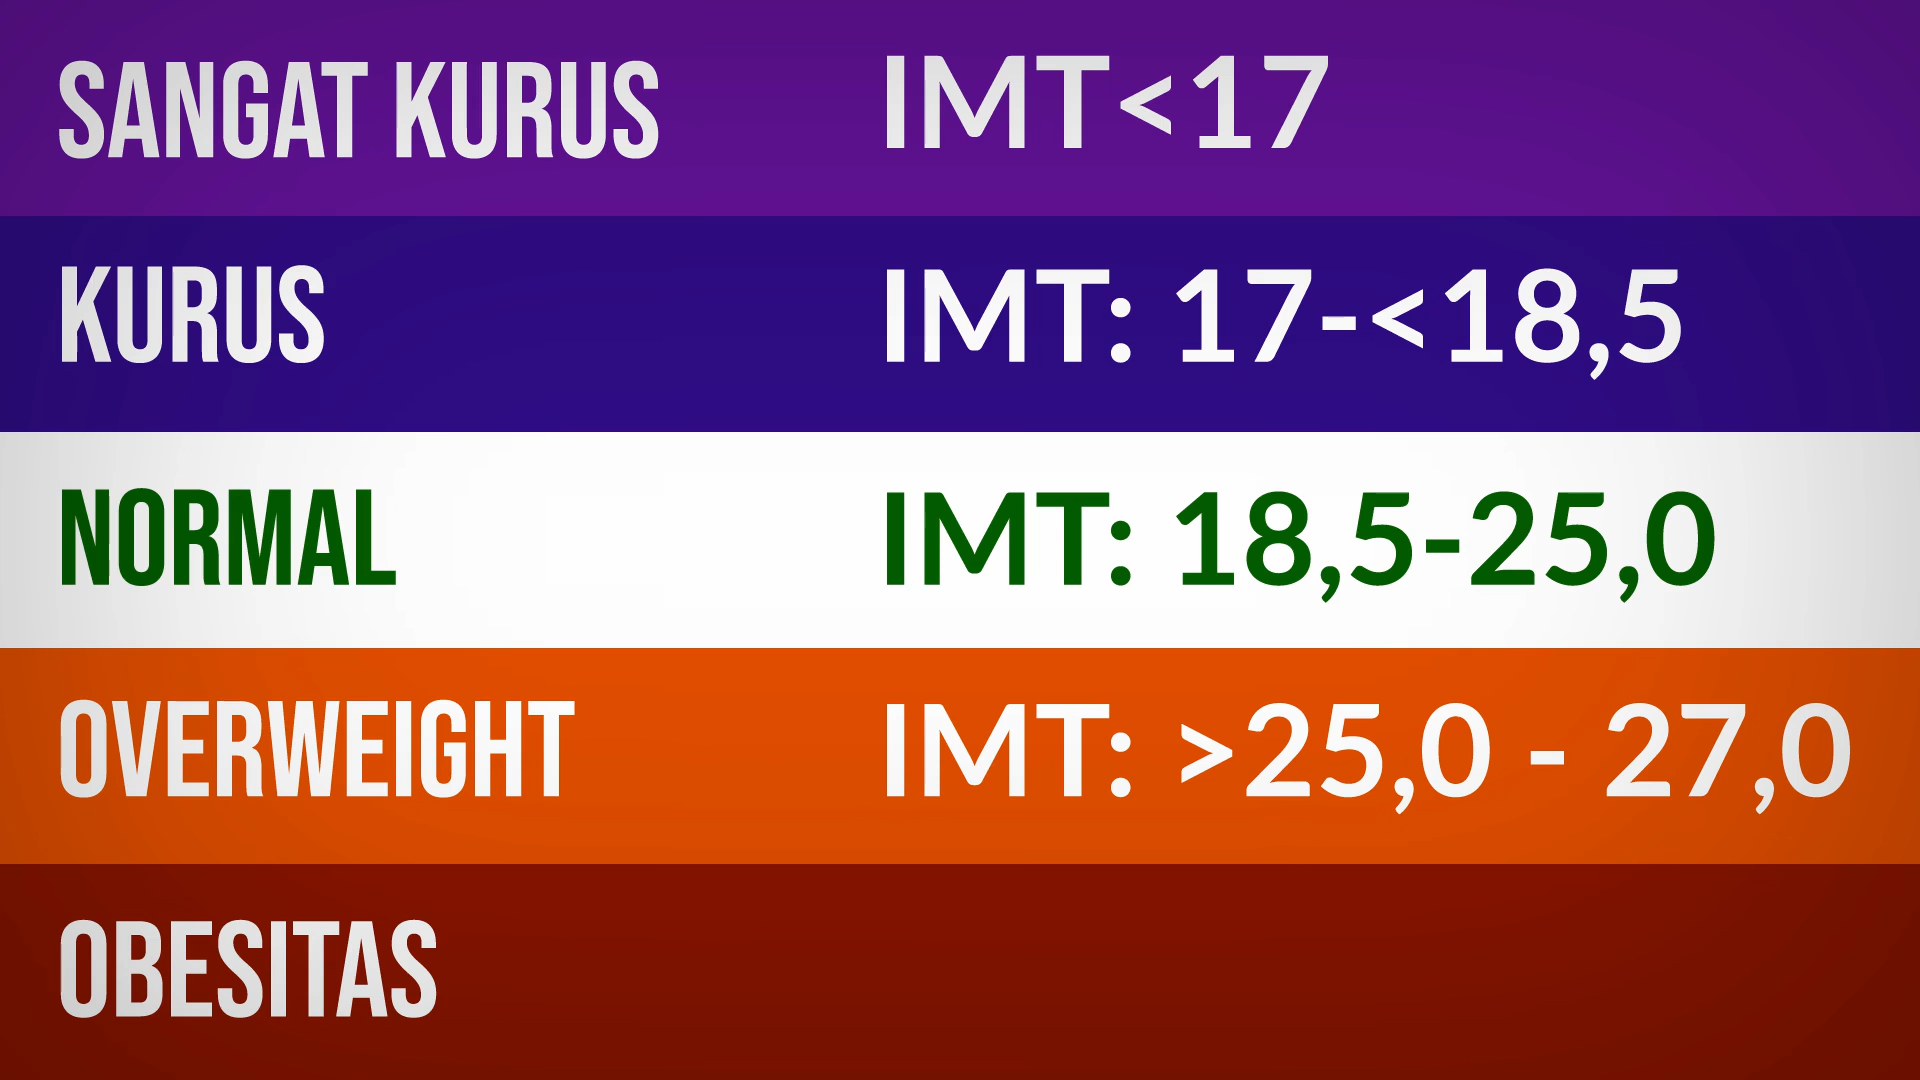 SANGAT KURUS IMT<17
KURUS IMT: 17-<18,5
NORMAL IMT: 18,5-25,0
OVERWEIGHT IMT: >25,0 - 27,0
OBESITAS